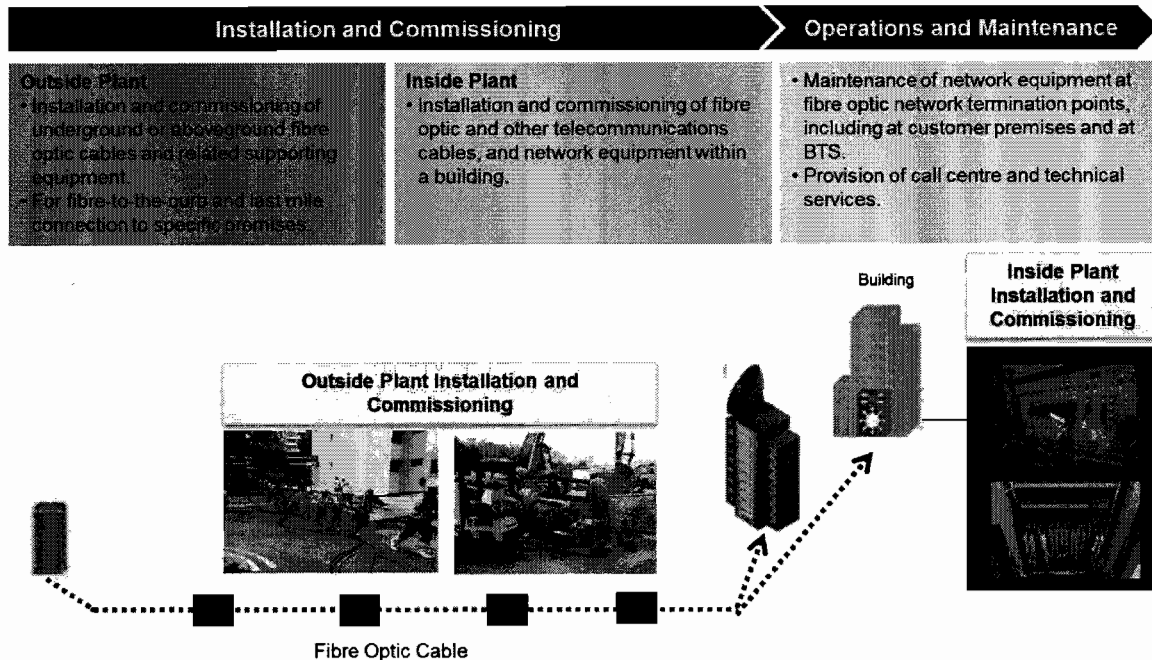 Installation and Commissioning
Operations and Maintenance
Outside Plant
• Installation and commissioning of
underground or aboveground fibre
optic cables and related supporting
equipment.
• For fibre-to-the-curb and last mile
connection to specific premises.
Inside Plant
• Installation and commissioning of fibre
optic and other telecommunications
cables, and network equipment within
a building.
• Maintenance of network equipment at
fibre optic network termination points,
including at customer premises and at
BTS.
• Provision of call centre and technical
services.
Building
Inside Plant
Installation and
Commissioning
Outside Plant Installation and
Commissioning
Fibre Optic Cable